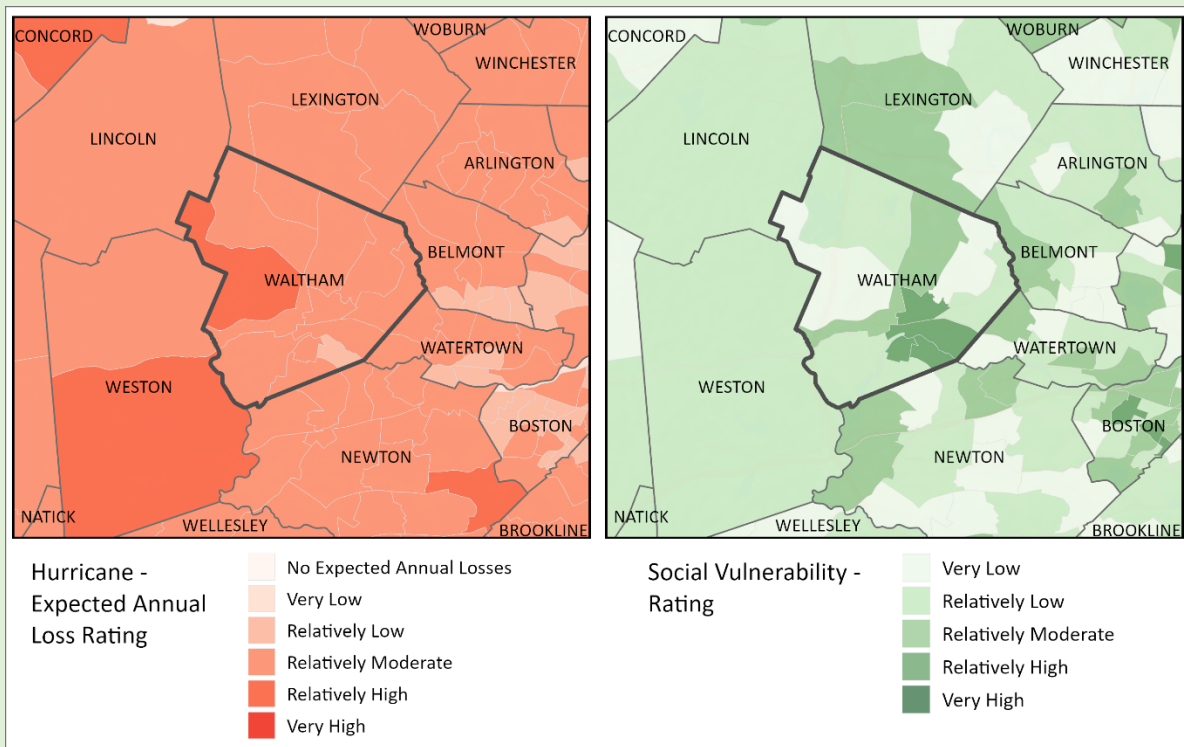 CONCORD
WOBURN
WINCHESTER
LEXINGTON
LINCOLN
ARLINGTON
BELMONT
WALTHAM
WATERTOWN
WESTON
BOSTON
NEWTON
NATICK
WELLESLEY
BROOKLINE
Hurricane -
Expected Annual
Loss Rating
No Expected Annual Losses
Very Low
Relatively Low
Relatively Moderate
Relatively High
Very High
CONCORD
WOBURN
WINCHESTER
LEXINGTON
LINCOLN
ARLINGTON
BELMONT
WALTHAM
WATERTOWN
WESTON
BOSTON
NEWTON
NATICK
WELLESLEY
BROOKLINE
Social Vulnerability -
Rating
Very Low
Relatively Low
Relatively Moderate
Relatively High
Very High